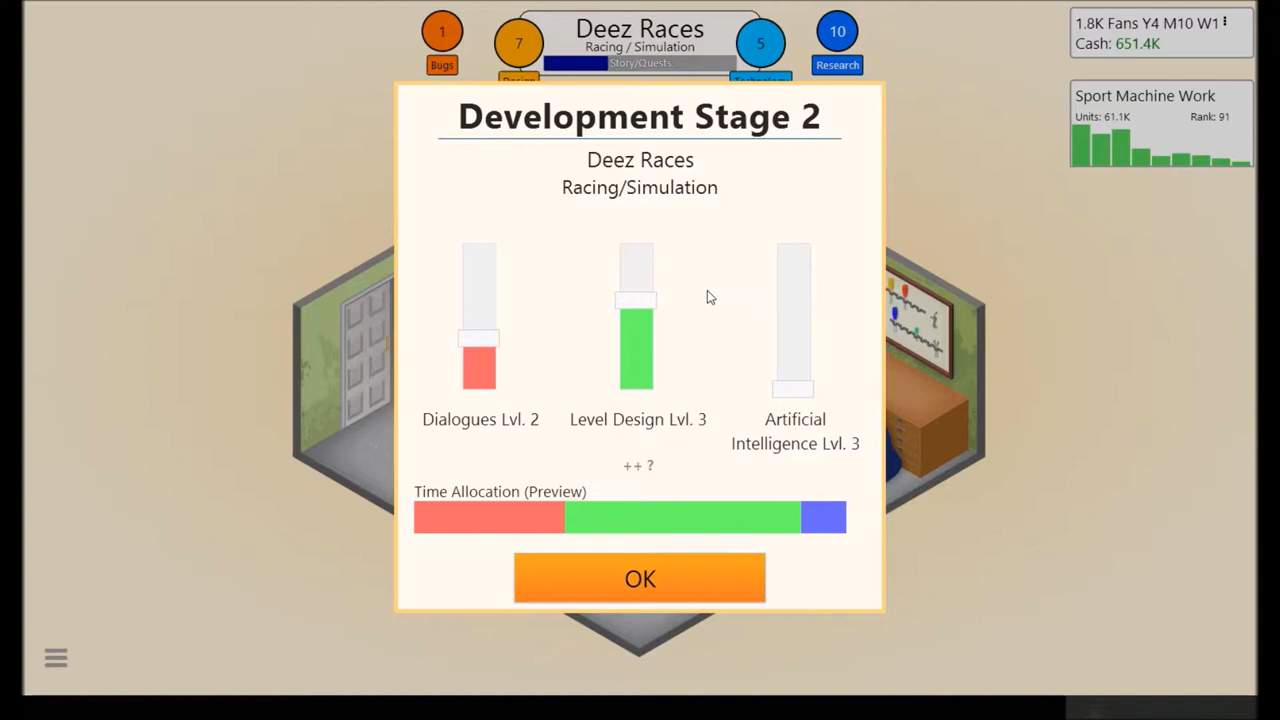 1
Bugs
7
Deez Races
Racing / Simulation
Story/Quests
5
10
Research
1.8K Fans Y4 M10 W1
Cash: 651.4K
Sport Machine Work
Units: 61.1K
Rank: 91
Development Stage 2
Deez Races
Racing/Simulation
Dialogues Lvl. 2
Level Design Lvl. 3
Artificial
Intelligence Lvl. 3
++ ?
Time Allocation (Preview)
OK